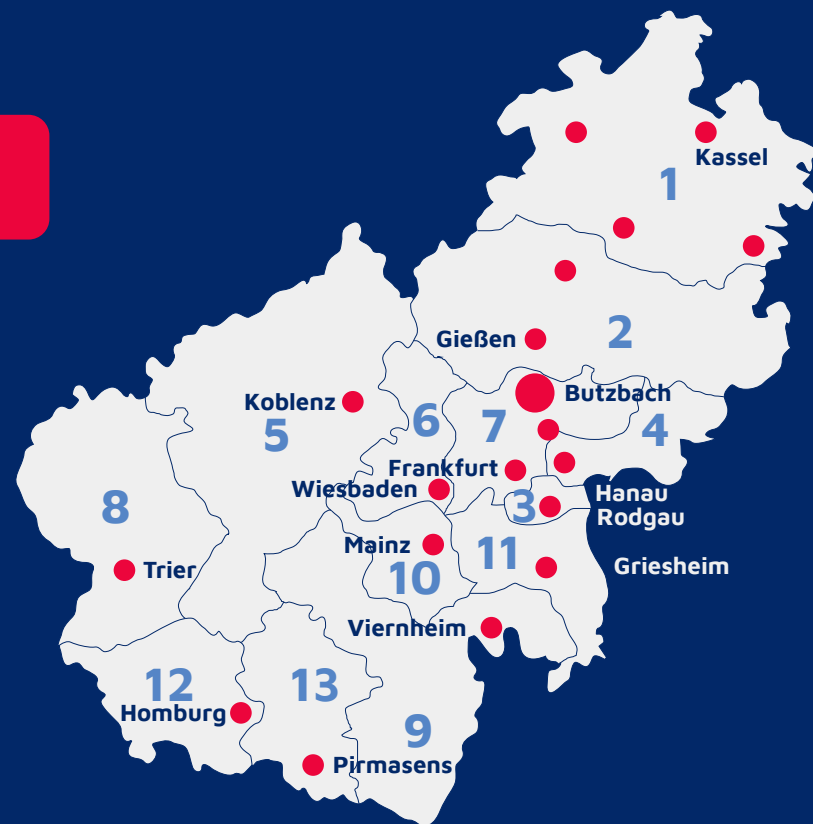 Kassel
1
2
Gießen
Butzbach
Koblenz
5
6
7
4
Frankfurt
Wiesbaden
3
Hanau
Rodgau
8
Mainz
11
10
Griesheim
Trier
Viernheim
12
13
Homburg
9
Pirmasens